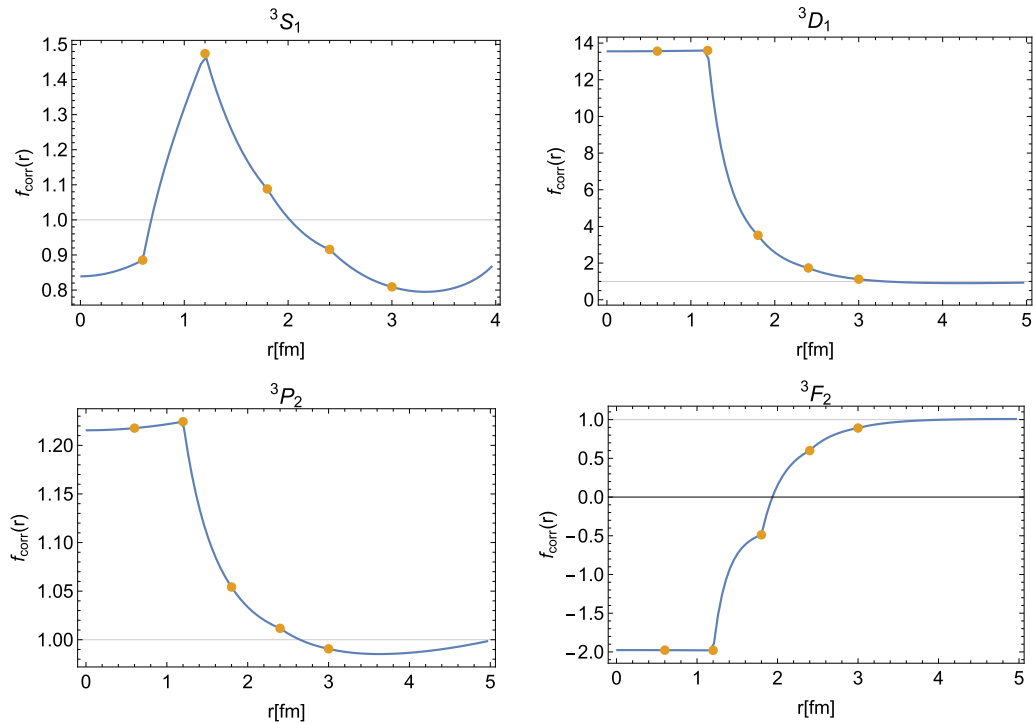 ³S₁
f_corr(r)
1.5
1.4
1.3
1.2
1.1
1.0
0.9
0.8
0 1 2 3 4
r[fm]
³D₁
f_corr(r)
14
12
10
8
6
4
2
0
0 1 2 3 4 5
r[fm]
³P₂
f_corr(r)
1.20
1.15
1.10
1.05
1.00
0 1 2 3 4 5
r[fm]
³F₂
f_corr(r)
1.0
0.5
0.0
−0.5
−1.0
−1.5
−2.0
0 1 2 3 4 5
r[fm]